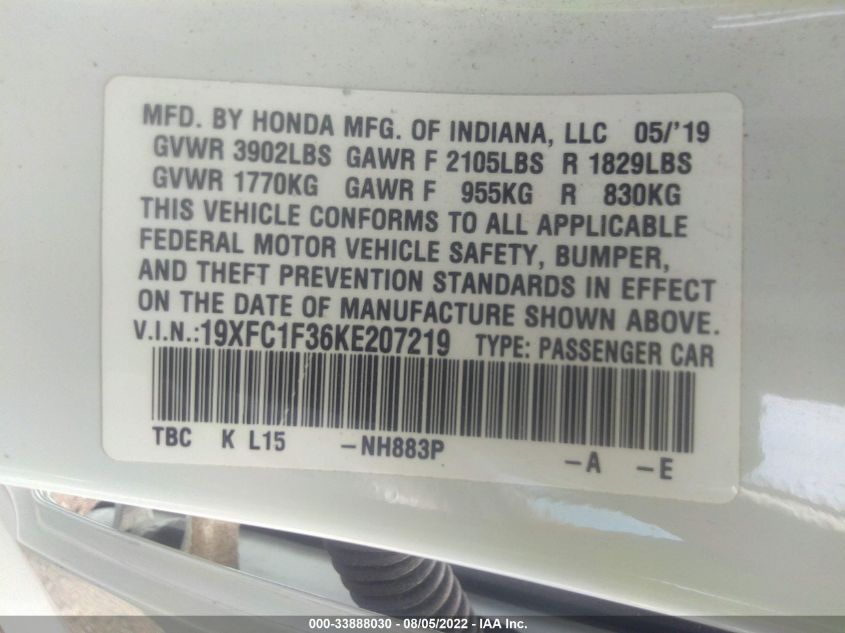 MFD. BY HONDA MFG. OF INDIANA, LLC 05/'19
GVWR 3902LBS GAWR F 2105LBS R 1829LBS
GVWR 1770KG GAWR F 955KG R 830KG
THIS VEHICLE CONFORMS TO ALL APPLICABLE
FEDERAL MOTOR VEHICLE SAFETY, BUMPER,
AND THEFT PREVENTION STANDARDS IN EFFECT
ON THE DATE OF MANUFACTURE SHOWN ABOVE.
V.I.N.:19XFC1F36KE207219 TYPE: PASSENGER CAR
TBC K L15 -NH883P -A -E
000-33888030 - 08/05/2022 - IAA Inc.